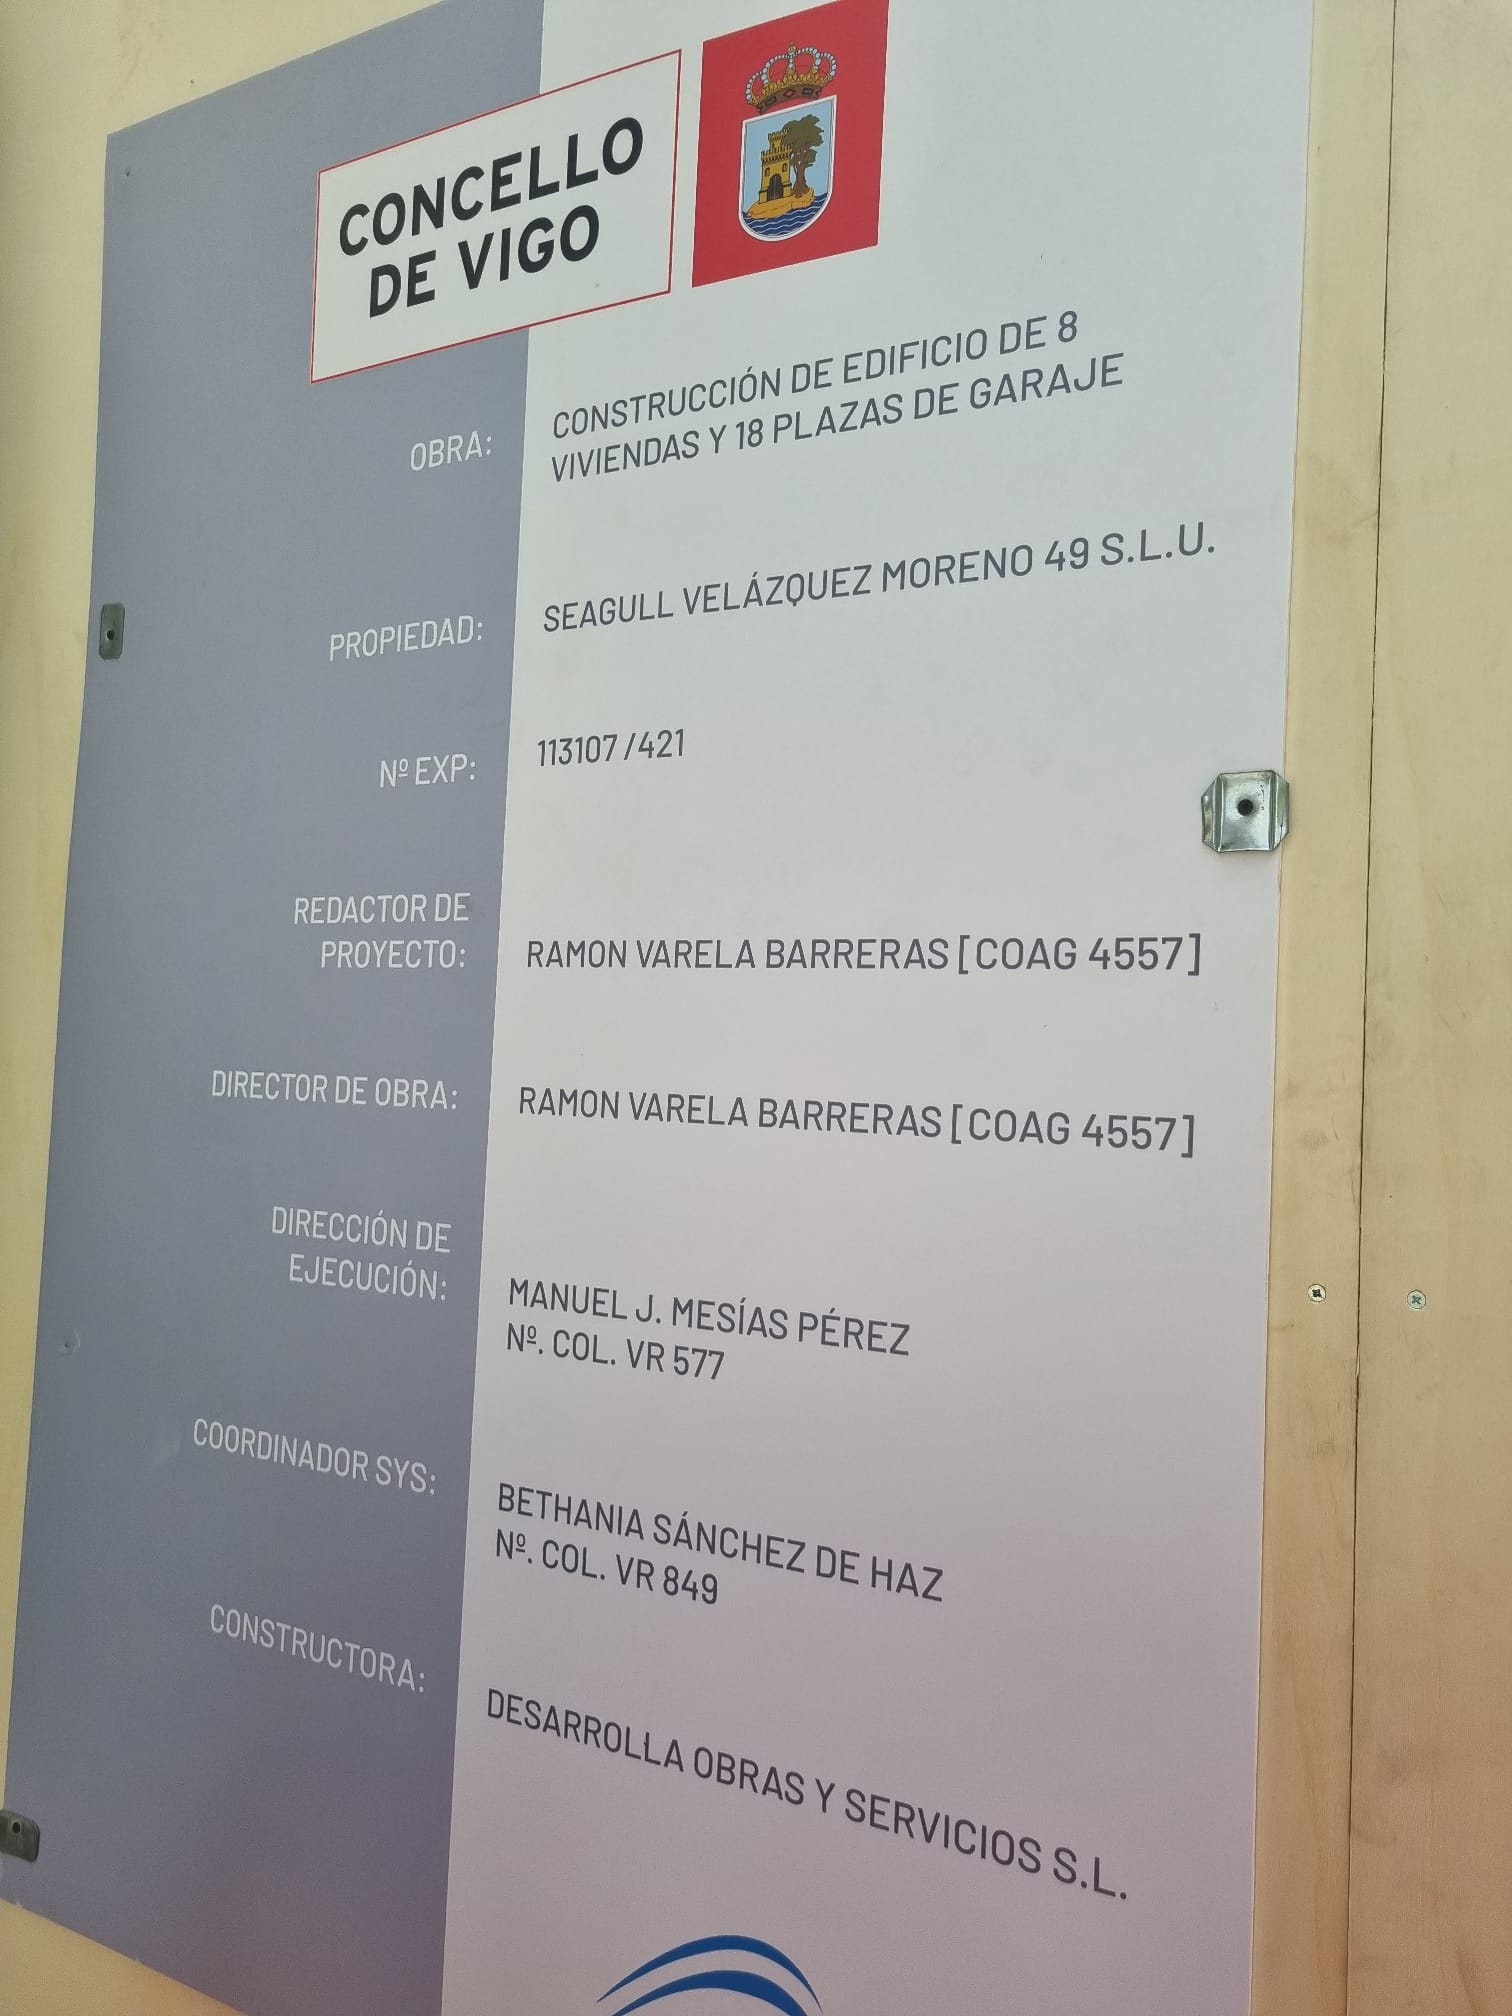 CONCELLO
DE VIGO
OBRA:
CONSTRUCCIÓN DE EDIFICIO DE 8
VIVIENDAS Y 18 PLAZAS DE GARAJE
PROPIEDAD:
SEAGULL VELÁZQUEZ MORENO 49 S.L.U.
Nº EXP:
113107 /421
REDACTOR DE
PROYECTO:
RAMON VARELA BARRERAS [COAG 4557]
DIRECTOR DE OBRA:
RAMON VARELA BARRERAS [COAG 4557]
DIRECCIÓN DE
EJECUCIÓN:
MANUEL J. MESÍAS PÉREZ
Nº. COL. VR 577
COORDINADOR SYS:
BETHANIA SÁNCHEZ DE HAZ
Nº. COL. VR 849
CONSTRUCTORA:
DESARROLLA OBRAS Y SERVICIOS S.L.